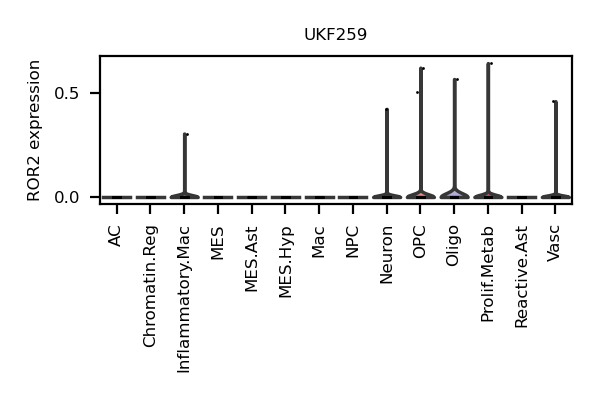 UKF259
ROR2 expression
0.5
0.0
AC
Chromatin.Reg
Inflammatory.Mac
MES
MES.Ast
MES.Hyp
Mac
NPC
Neuron
OPC
Oligo
Prolif.Metab
Reactive.Ast
Vasc